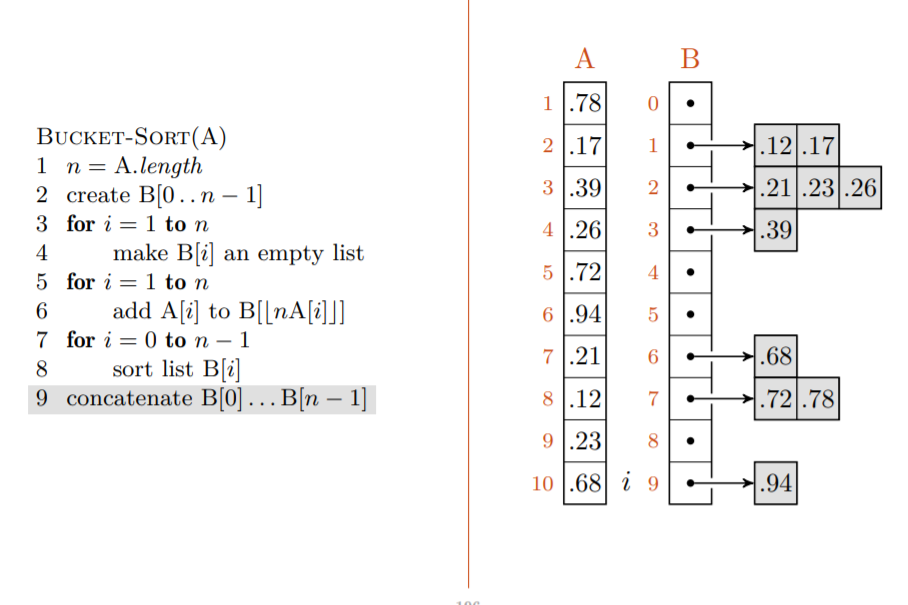 BUCKET-SORT(A)
1 n = A.length
2 create B[0 . . n − 1]
3 for i = 1 to n
4 make B[i] an empty list
5 for i = 1 to n
6 add A[i] to B[⌊nA[i]⌋]
7 for i = 0 to n − 1
8 sort list B[i]
9 concatenate B[0] . . . B[n − 1]
A B
1 .78 0
2 .17 1 .12 .17
3 .39 2 .21 .23 .26
4 .26 3 .39
5 .72 4
6 .94 5
7 .21 6 .68
8 .12 7 .72 .78
9 .23 8
10 .68 i 9 .94